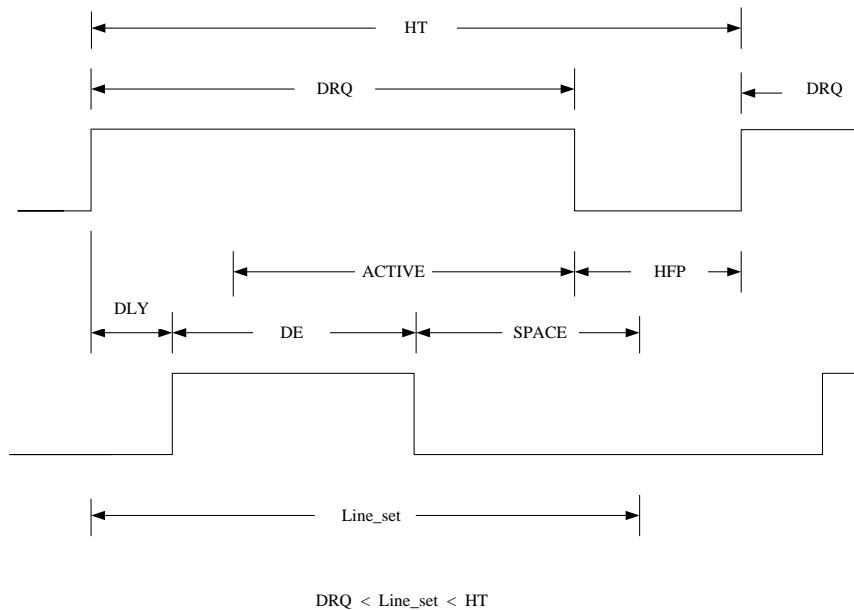 HT
DRQ DRQ
ACTIVE HFP
DLY
DE SPACE
Line_set
DRQ < Line_set < HT